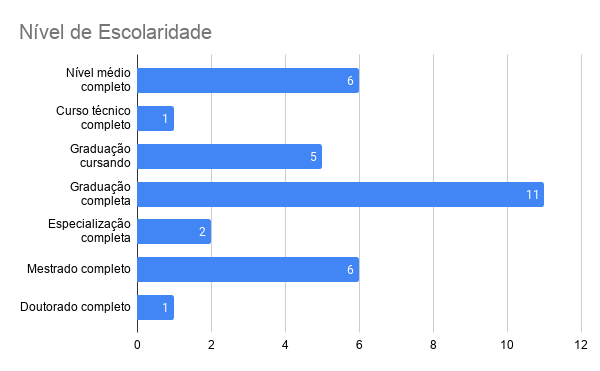 Nível de Escolaridade
Nível médio
completo
6
Curso técnico
completo
1
Graduação
cursando
5
Graduação
completa
11
Especialização
completa
2
Mestrado completo
6
Doutorado completo
1
0 2 4 6 8 10 12